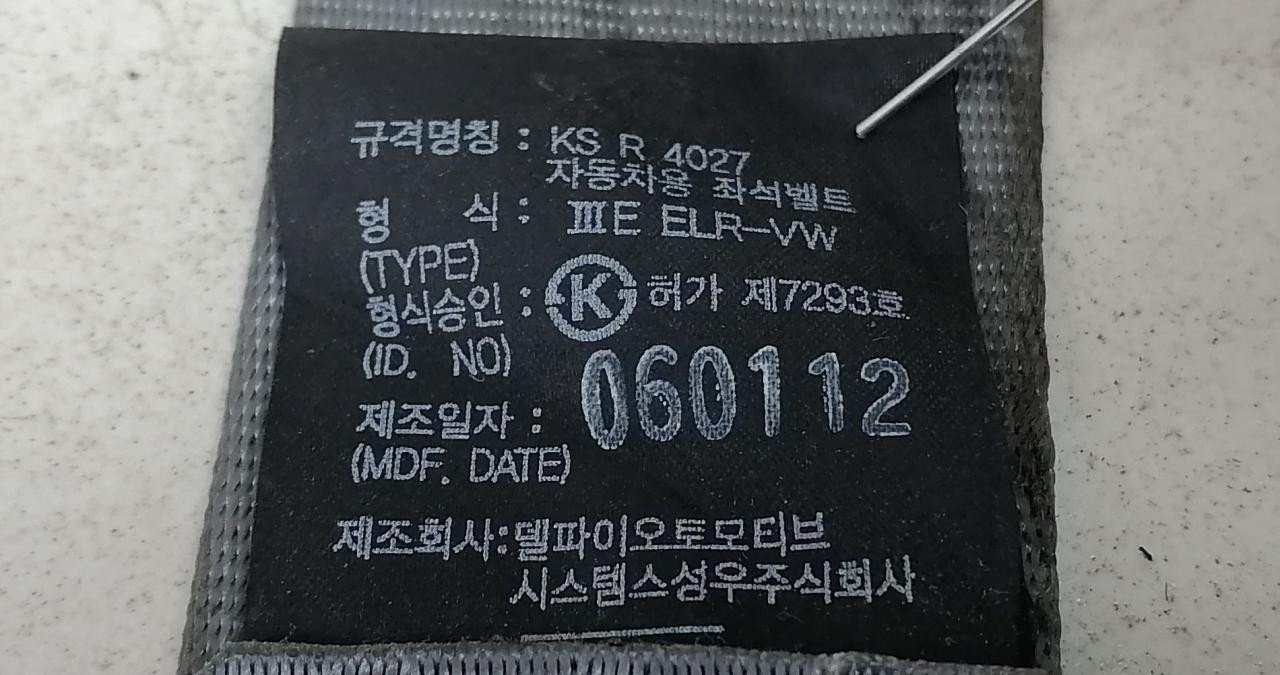 규격명칭 : KS R 4027
자동차용 좌석벨트
형 식 : ⅢE ELR-VW
(TYPE)
형식승인 : Ⓚ 허가 제7293호
(ID. NO)
제조일자 : 060112
(MDF. DATE)
제조회사:델파이오토모티브
시스템스성우주식회사